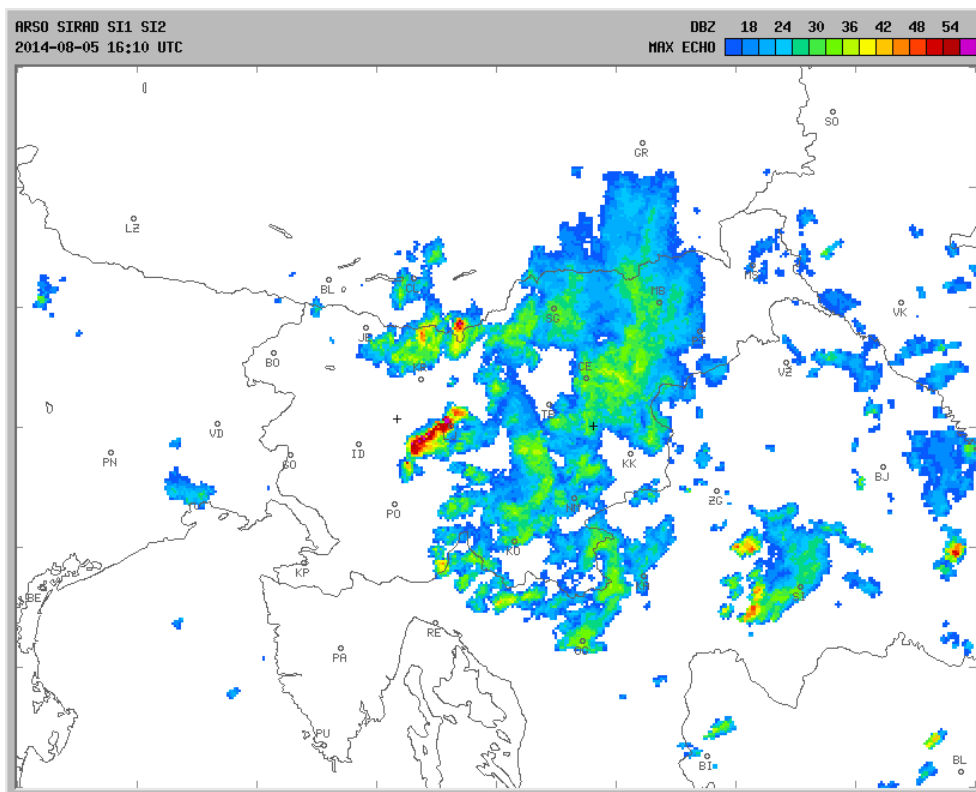 ARSO SIRAD SI1 SI2
DBZ 18 24 30 36 42 48 54
2014-08-05 16:10 UTC
MAX ECHO
SO
GR
LZ
BL
MB
SG
VK
BO
VZ
CE
VD
PN
GO
ID
KK
BJ
ZG
PO
KO
KP
BE
RE
PA
PU
BI
BL